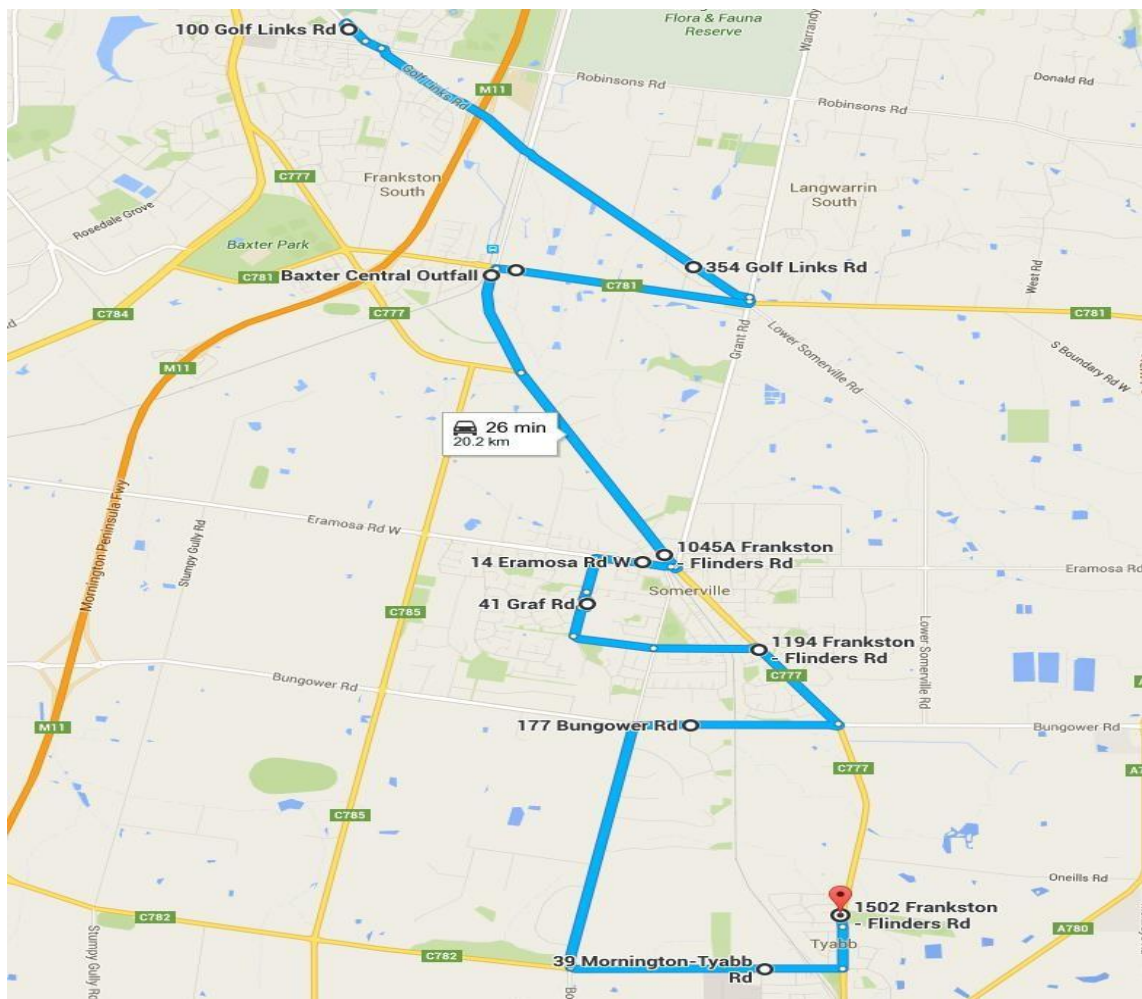 Flora & Fauna
Reserve
Warrandy
100 Golf Links Rd
M11
Robinsons Rd
Donald Rd
Golf Links Rd
Robinsons Rd
C777
Frankston
South
Langwarrin
South
Rosedale Grove
Baxter Park
West Rd
C781
Baxter Central Outfall
354 Golf Links Rd
C781
C784
C777
C781
Grant Rd
Lower Somerville Rd
S Boundary Rd W
M11
26 min
20.2 km
Mornington Peninsula Fwy
Stumpy Gully Rd
Eramosa Rd W
1045A Frankston
- Flinders Rd
14 Eramosa Rd W
Eramosa Rd
Somerville
41 Graf Rd
C785
Lower Somerville Rd
1194 Frankston
- Flinders Rd
C777
Bungower Rd
M11
177 Bungower Rd
Bungower Rd
C777
C785
Oneills Rd
1502 Frankston
- Flinders Rd
C782
A780
Tyabb
Stumpy Gully Rd
C782
39 Mornington-Tyabb
Rd